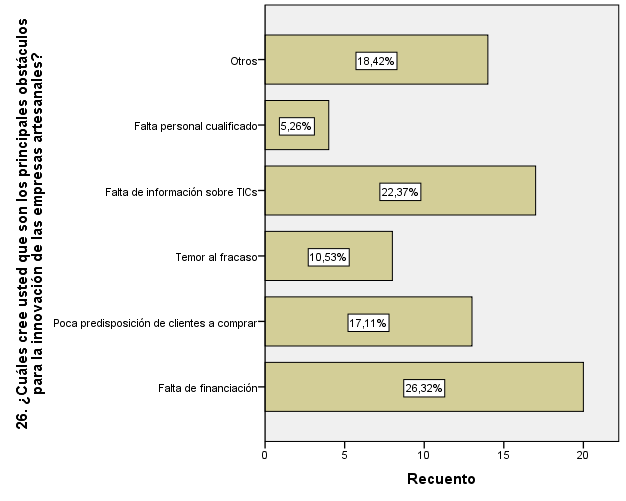 26. ¿Cuáles cree usted que son los principales obstáculos
para la innovación de las empresas artesanales?
Otros
18,42%
Falta personal cualificado
5,26%
Falta de información sobre TICs
22,37%
Temor al fracaso
10,53%
Poca predisposición de clientes a comprar
17,11%
Falta de financiación
26,32%
0 5 10 15 20
Recuento